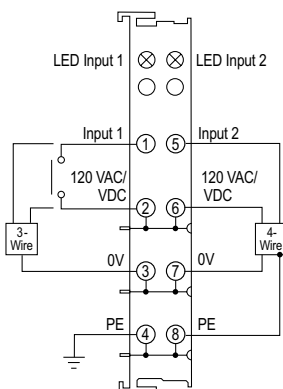 LED Input 1
LED Input 2
Input 1
1
5
Input 2
120 VAC/
VDC
2
6
120 VAC/
VDC
3-
Wire
4-
Wire
0V
3
7
0V
PE
4
8
PE